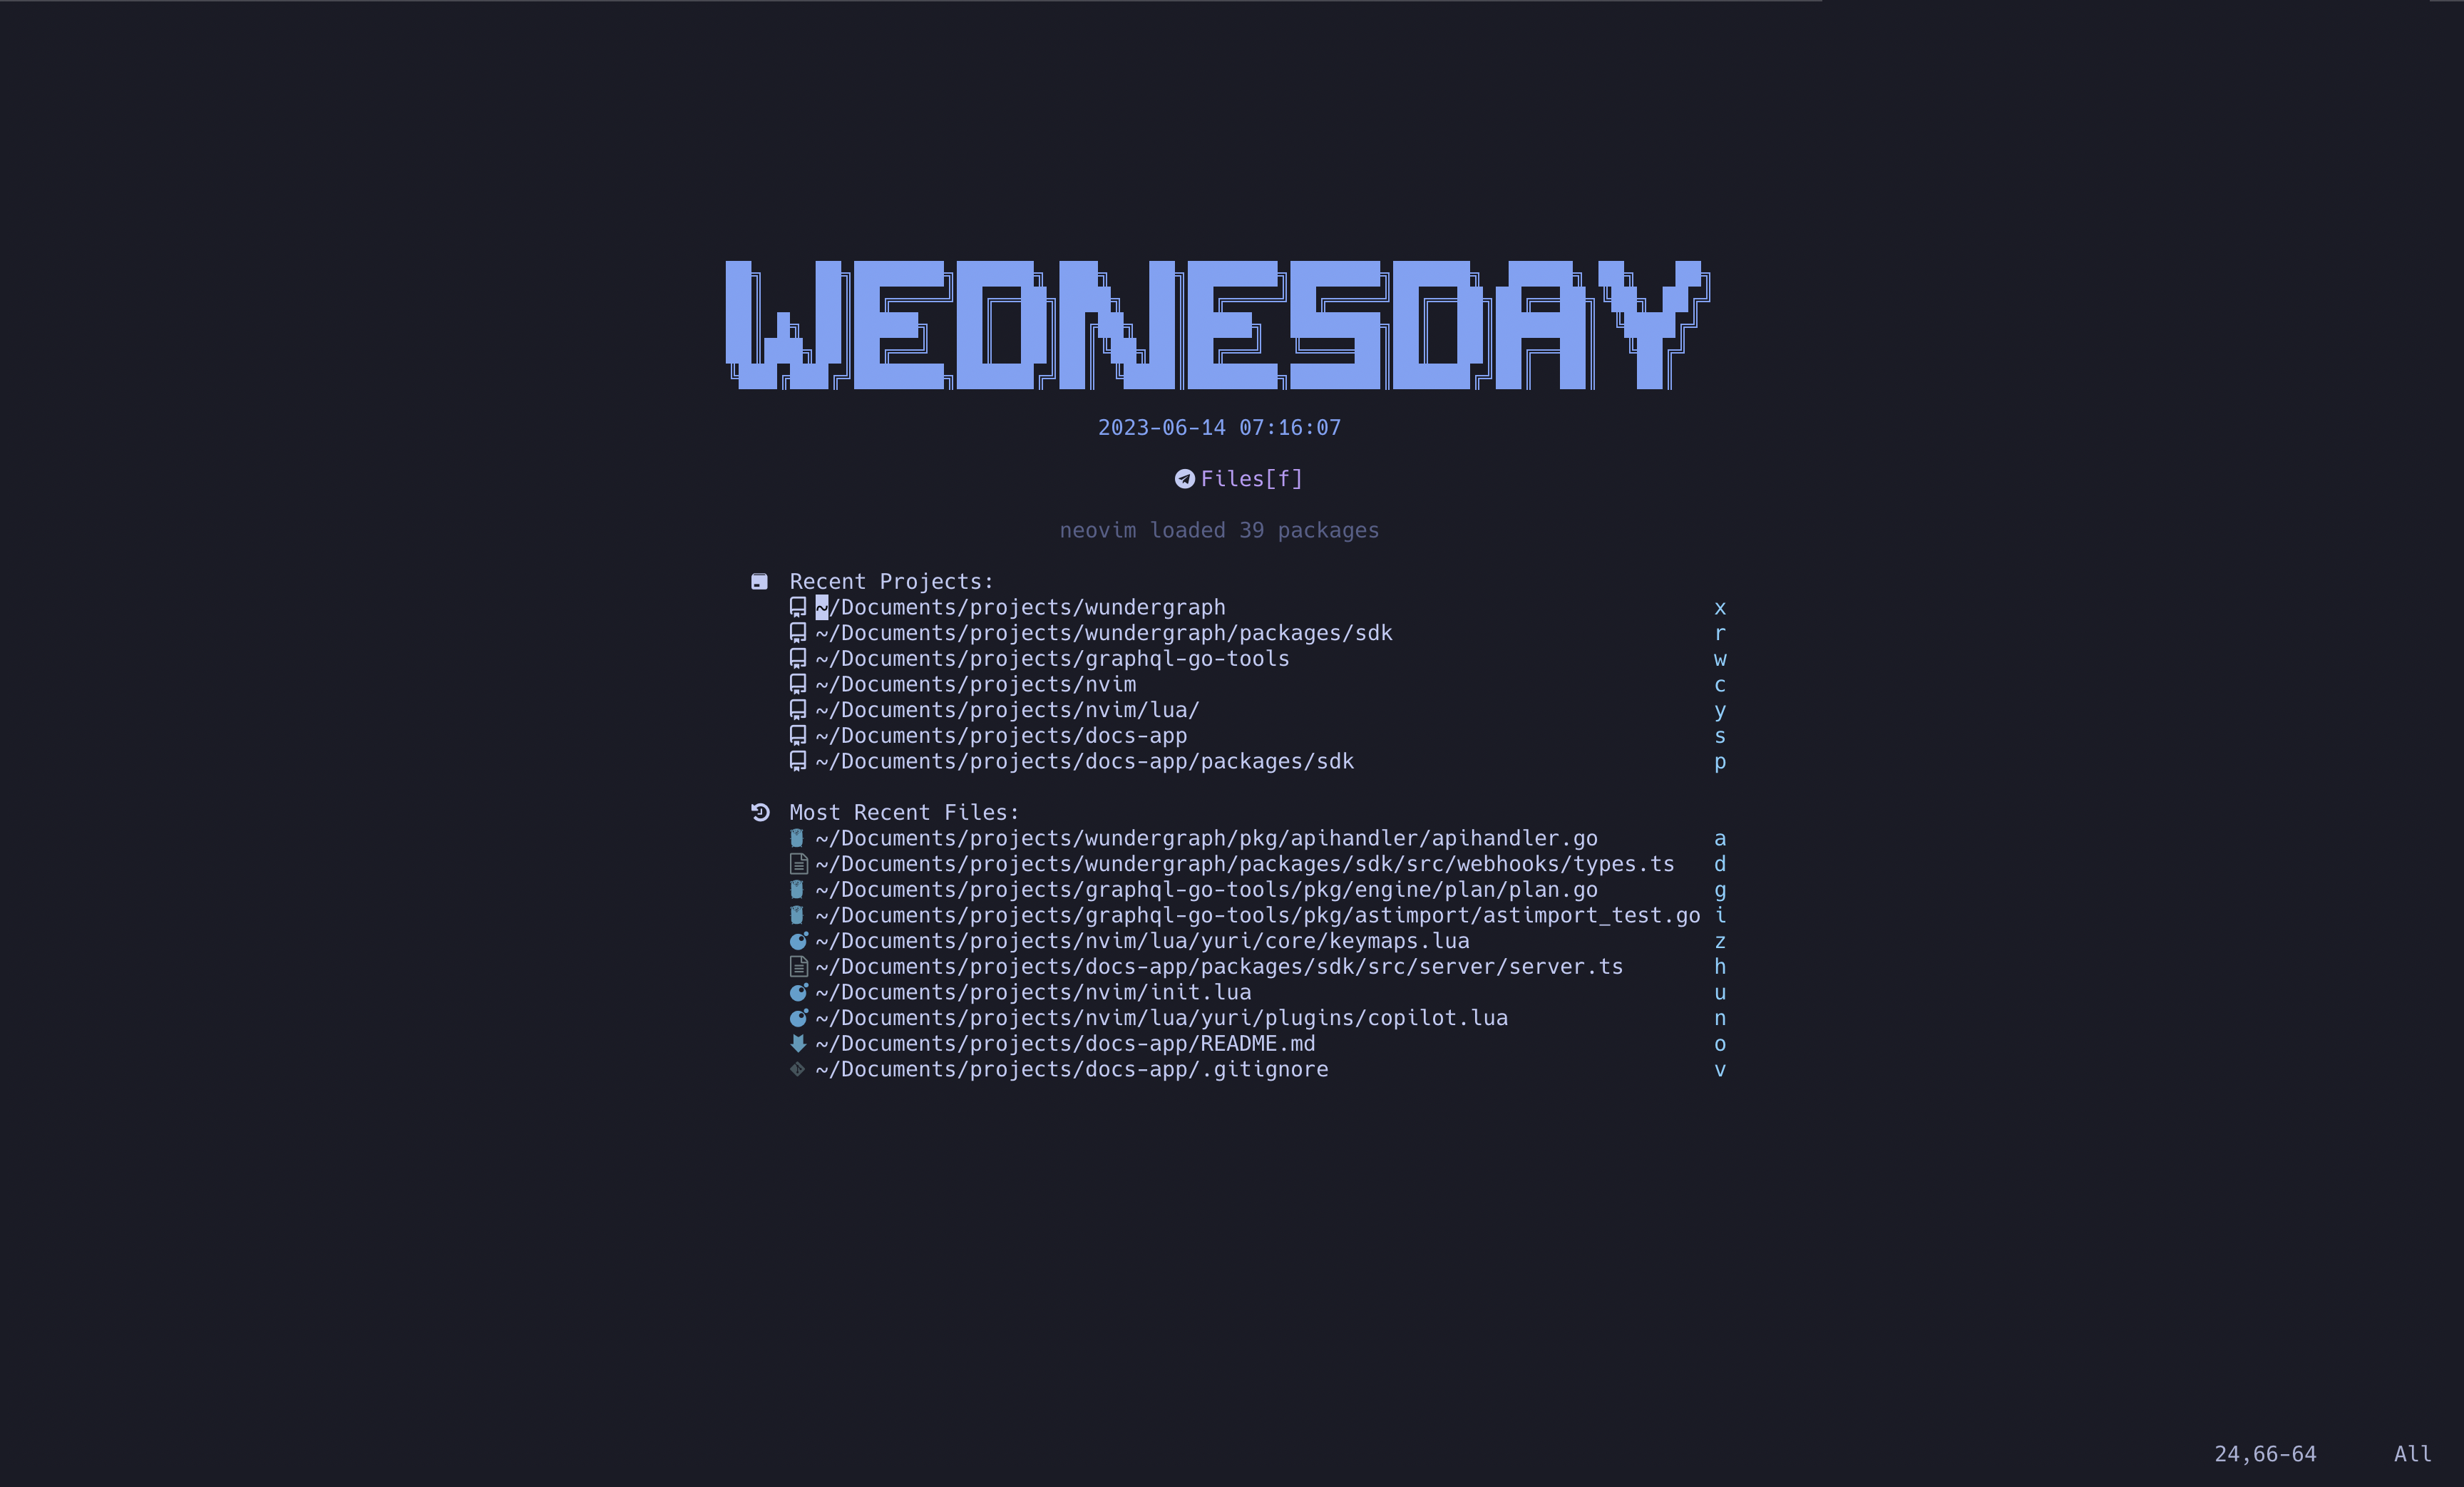 WEDNESDAY
2023-06-14 07:16:07
Files[f]
neovim loaded 39 packages
Recent Projects:
~/Documents/projects/wundergraph x
~/Documents/projects/wundergraph/packages/sdk r
~/Documents/projects/graphql-go-tools w
~/Documents/projects/nvim c
~/Documents/projects/nvim/lua/ y
~/Documents/projects/docs-app s
~/Documents/projects/docs-app/packages/sdk p
Most Recent Files:
~/Documents/projects/wundergraph/pkg/apihandler/apihandler.go a
~/Documents/projects/wundergraph/packages/sdk/src/webhooks/types.ts d
~/Documents/projects/graphql-go-tools/pkg/engine/plan/plan.go g
~/Documents/projects/graphql-go-tools/pkg/astimport/astimport_test.go i
~/Documents/projects/nvim/lua/yuri/core/keymaps.lua z
~/Documents/projects/docs-app/packages/sdk/src/server/server.ts h
~/Documents/projects/nvim/init.lua u
~/Documents/projects/nvim/lua/yuri/plugins/copilot.lua n
~/Documents/projects/docs-app/README.md o
~/Documents/projects/docs-app/.gitignore v
24,66-64 All